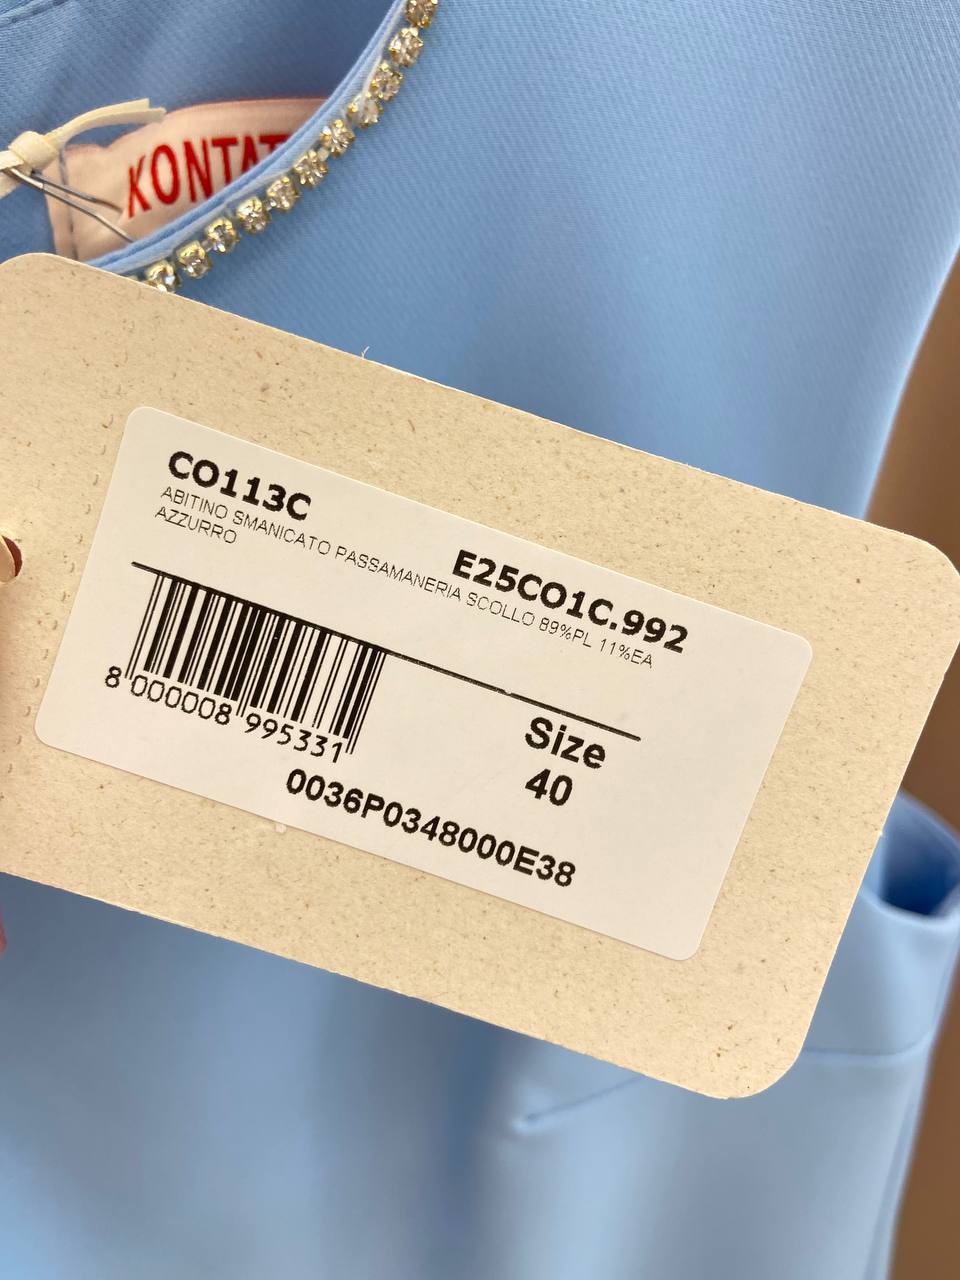 KONTAT
CO113C
E25CO1C.992
ABITINO SMANICATO PASSAMANERIA SCOLLO 89%PL 11%EA
AZZURRO
8 000008 995331
Size
40
0036P0348000E38